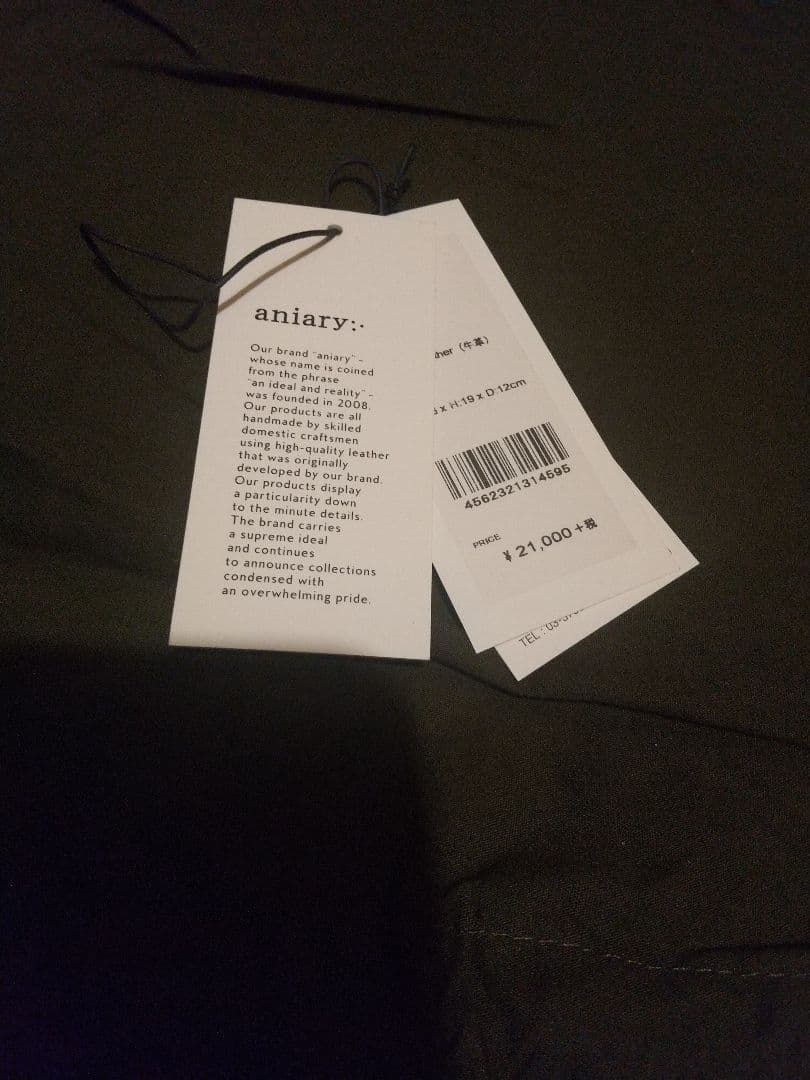 aniary:·
Our brand "aniary" –
whose name is coined
from the phrase
"an ideal and reality" –
was founded in 2008.
Our products are all
handmade by skilled
domestic craftsmen
using high-quality leather
that was originally
developed by our brand.
Our products display
a particularity down
to the minute details.
The brand carries
a supreme ideal
and continues
to announce collections
condensed with
an overwhelming pride.
(牛革)
x H:19 x D:12cm
4562321314595
PRICE
¥21,000+税
TEL : 03-